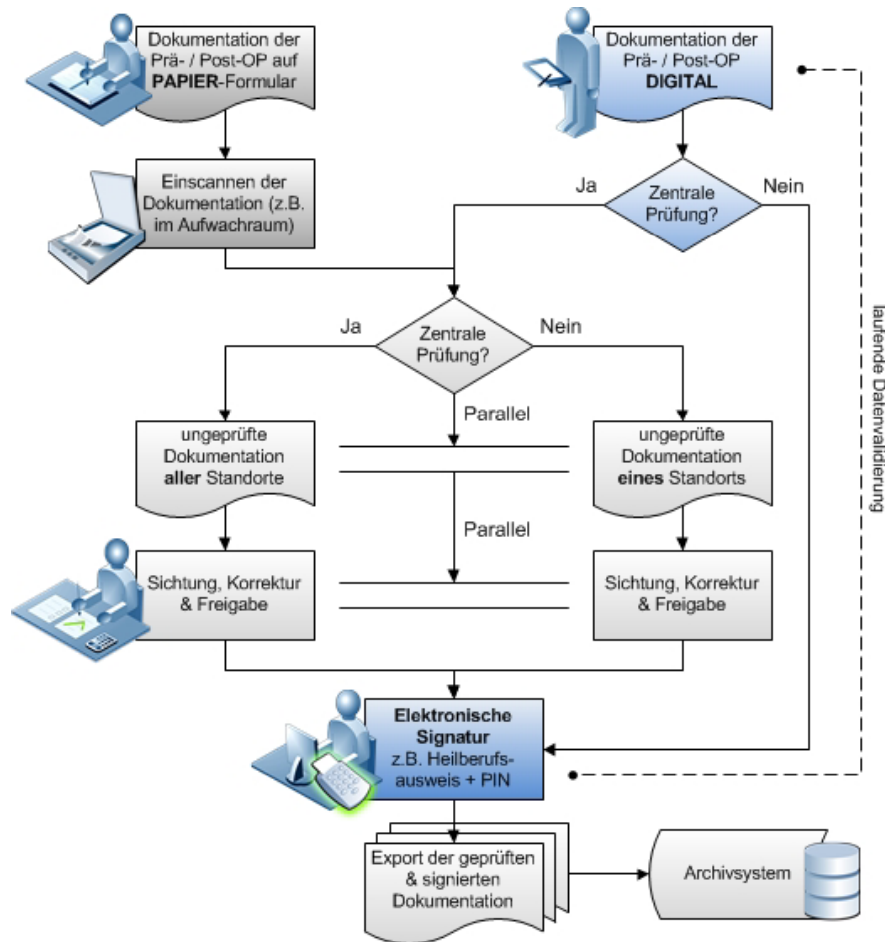 Dokumentation der
Prä- / Post-OP auf
PAPIER-Formular
Dokumentation der
Prä- / Post-OP
DIGITAL
Einscannen der
Dokumentation (z.B.
im Aufwachraum)
Ja
Zentrale
Prüfung?
Nein
Ja
Zentrale
Prüfung?
Nein
Parallel
ungeprüfte
Dokumentation
aller Standorte
ungeprüfte
Dokumentation
eines Standorts
Parallel
Sichtung, Korrektur
& Freigabe
Sichtung, Korrektur
& Freigabe
laufende Datenvalidierung
Elektronische
Signatur
z.B. Heilberufs-
ausweis + PIN
Export der geprüften
& signierten
Dokumentation
Archivsystem